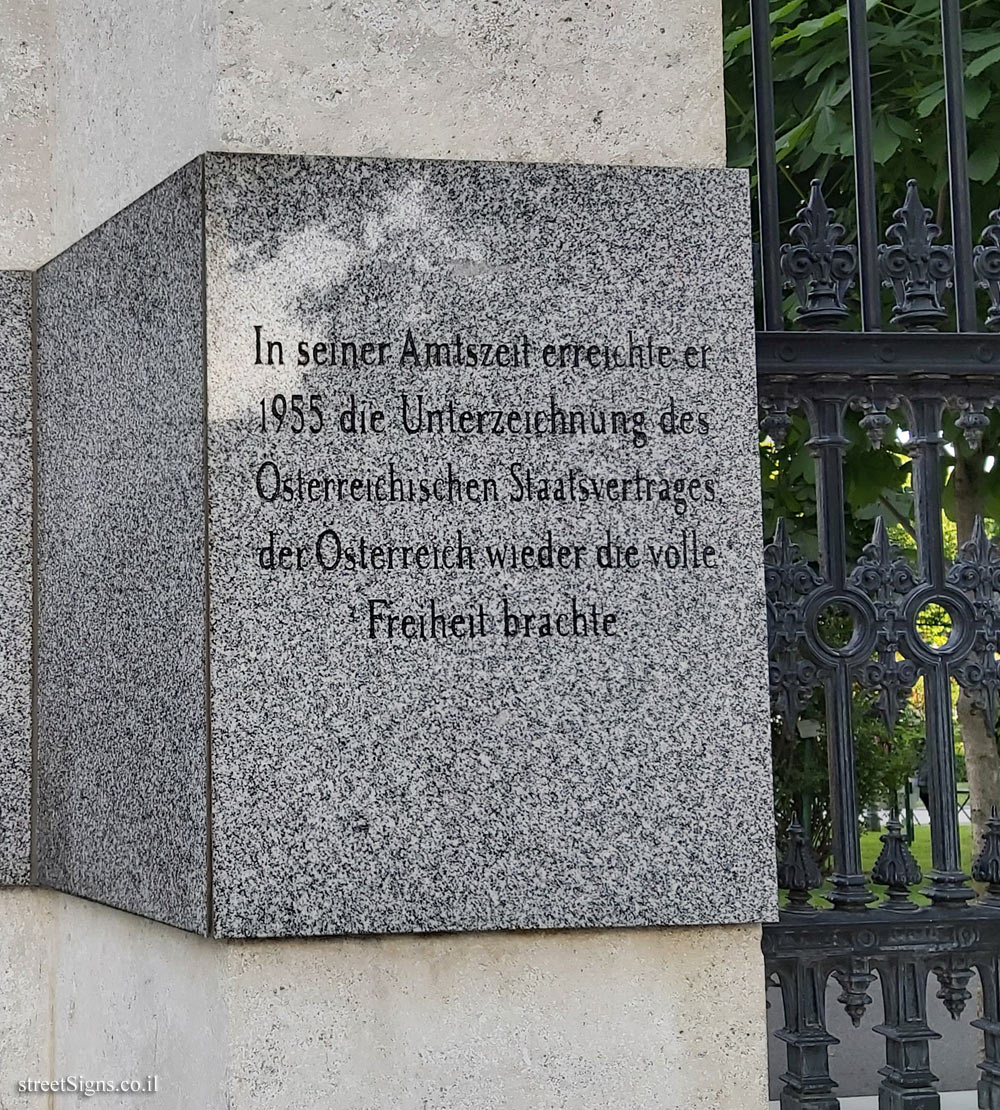 In seiner Amtszeit erreichte er
1955 die Unterzeichnung des
Österreichischen Staatsvertrages
der Österreich wieder die volle
Freiheit brachte
streetSigns.co.il